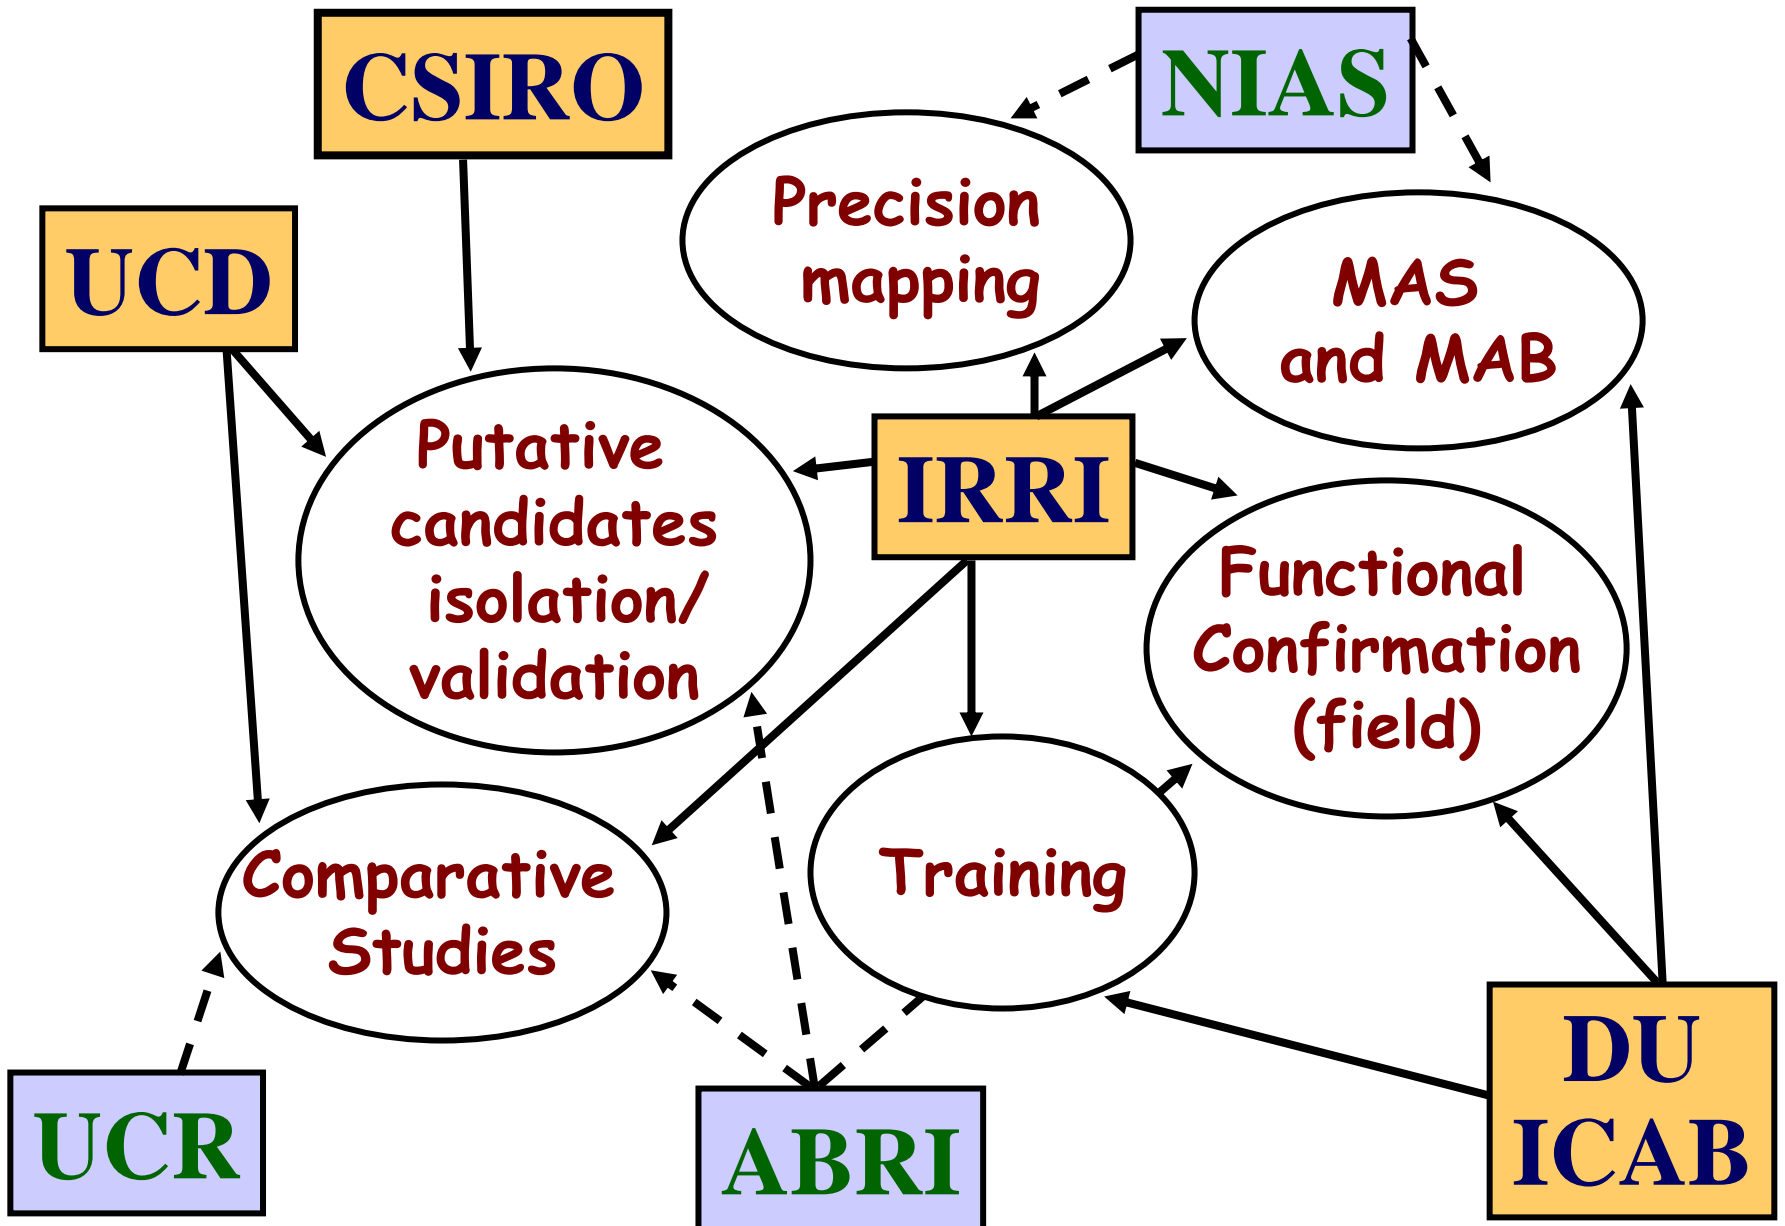 CSIRO
NIAS
UCD
Precision
mapping
MAS
and MAB
Putative
candidates
isolation/
validation
IRRI
Functional
Confirmation
(field)
Comparative
Studies
Training
UCR
ABRI
DU
ICAB